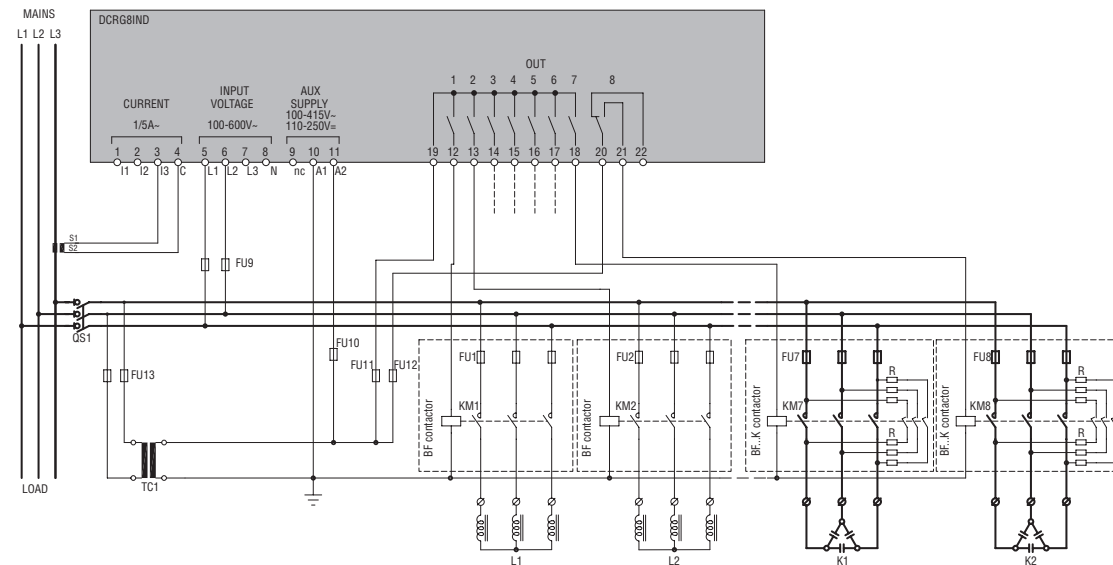 MAINS
L1 L2 L3
DCRG8IND
OUT
1 2 3 4 5 6 7 8
CURRENT
1/5A~
INPUT
VOLTAGE
100-600V~
AUX
SUPPLY
100-415V~
110-250V=
1 2 3 4 5 6 7 8 9 10 11 19 12 13 14 15 16 17 18 20 21 22
I1 I2 I3 C L1 L2 L3 N nc A1 A2
S1
S2
FU9
QS1
FU10
FU11 FU12
FU13
FU1
FU2
FU7
FU8
R
R
KM1
KM2
KM7
KM8
R
R
BF contactor
BF contactor
BF...K contactor
BF...K contactor
TC1
LOAD
L1
L2
K1
K2